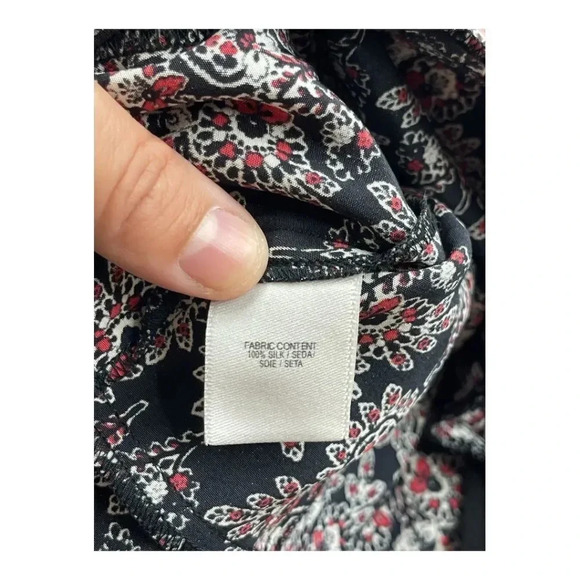 FABRIC CONTENT:
100% SILK / SEDA/
SOIE / SETA